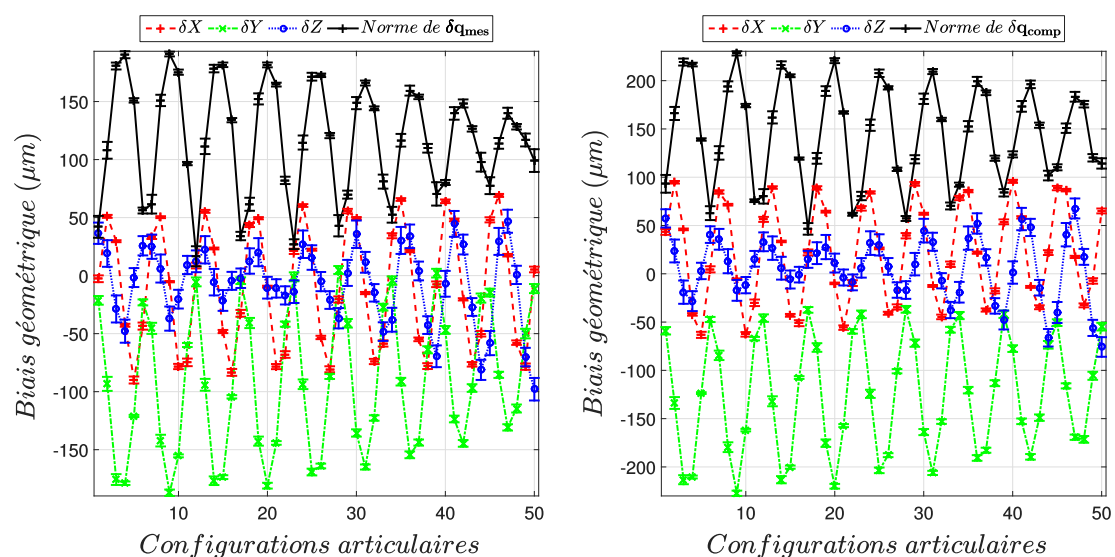 δX δY δZ Norme de δq_mes
Biais géométrique (μm)
150
100
50
0
-50
-100
-150
10 20 30 40 50
Configurations articulaires
δX δY δZ Norme de δq_comp
Biais géométrique (μm)
200
150
100
50
0
-50
-100
-150
-200
10 20 30 40 50
Configurations articulaires